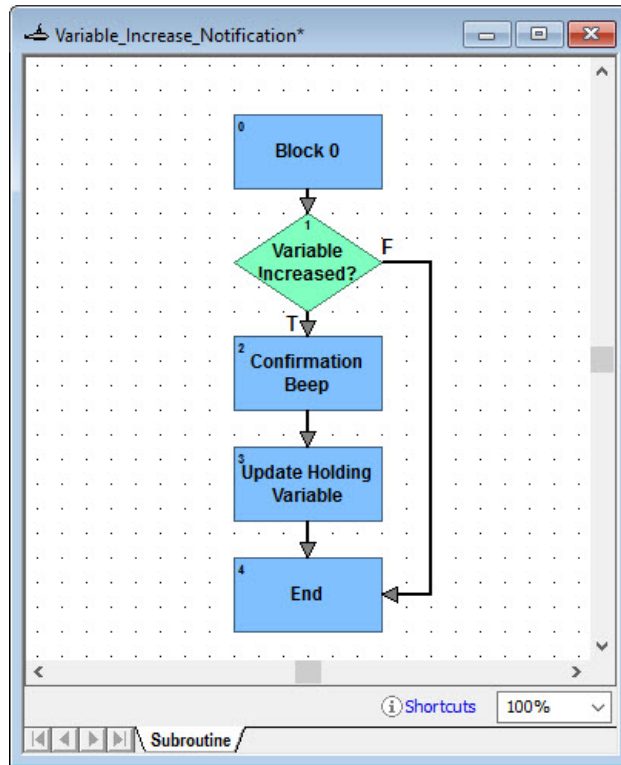 Variable_Increase_Notification*
0
Block 0
1
Variable
Increased?
F
T
2
Confirmation
Beep
3
Update Holding
Variable
4
End
Shortcuts
100%
Subroutine